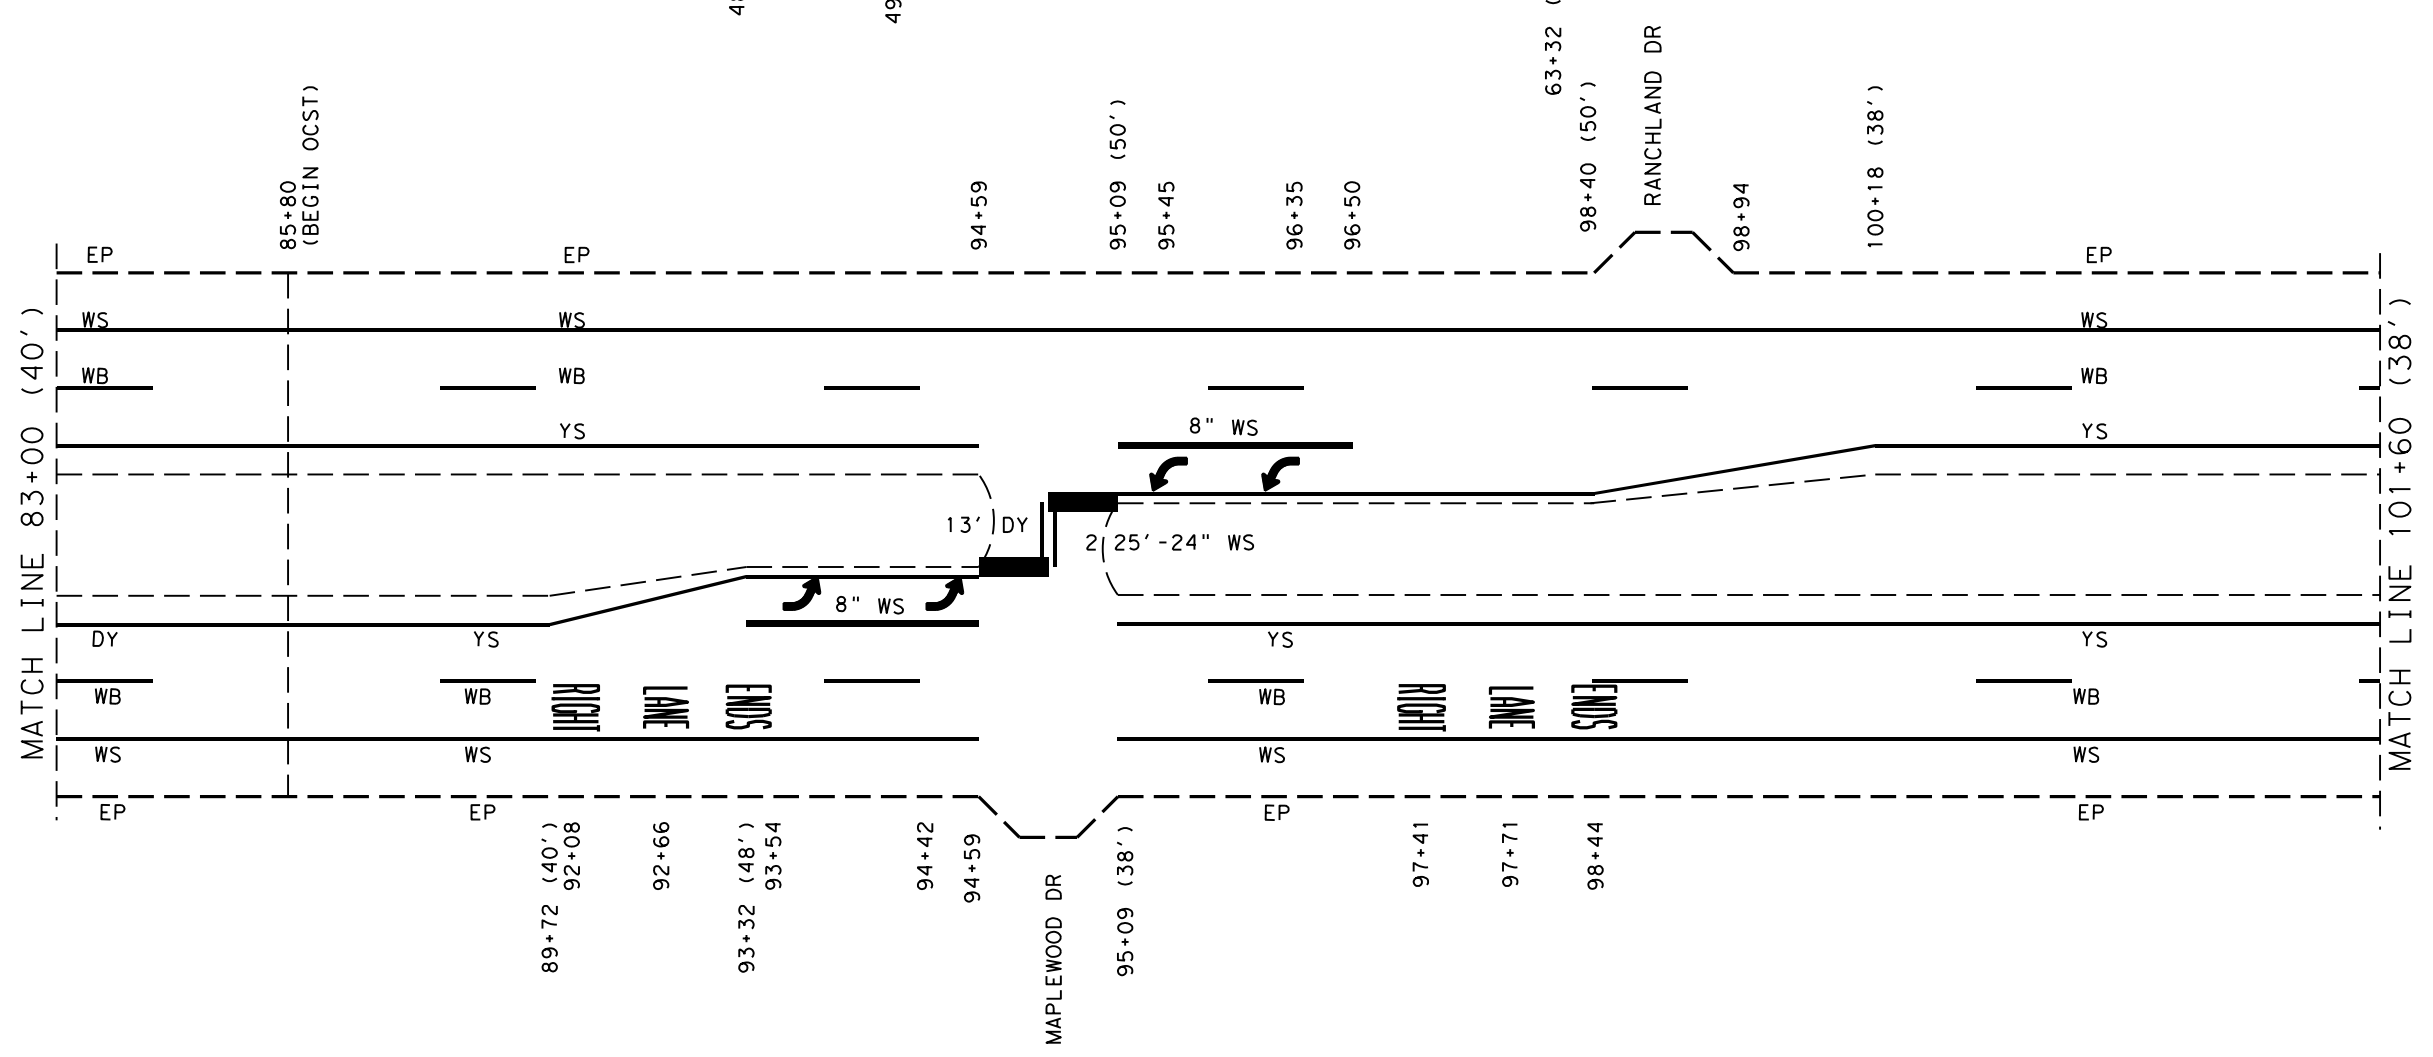 63+32 (
RANCHLAND DR
85+80
(BEGIN OCST)
94+59
95+09 (50')
95+45
96+35
96+50
98+40 (50')
98+94
100+18 (38')
EP
EP
EP
WS
WS
WS
WB
WB
WB
YS
8" WS
YS
MATCH LINE 83+00 (40')
MATCH LINE 101+60 (38')
13' DY
2 25'-24" WS
8" WS
DY
YS
YS
YS
WB
WB
RIGHT
LANE
ENDS
WB
RIGHT
LANE
ENDS
WB
WS
WS
WS
WS
EP
EP
EP
EP
89+72 (40')
92+08
92+66
93+32 (48')
93+54
94+42
94+59
MAPLEWOOD DR
95+09 (38')
97+41
97+71
98+44